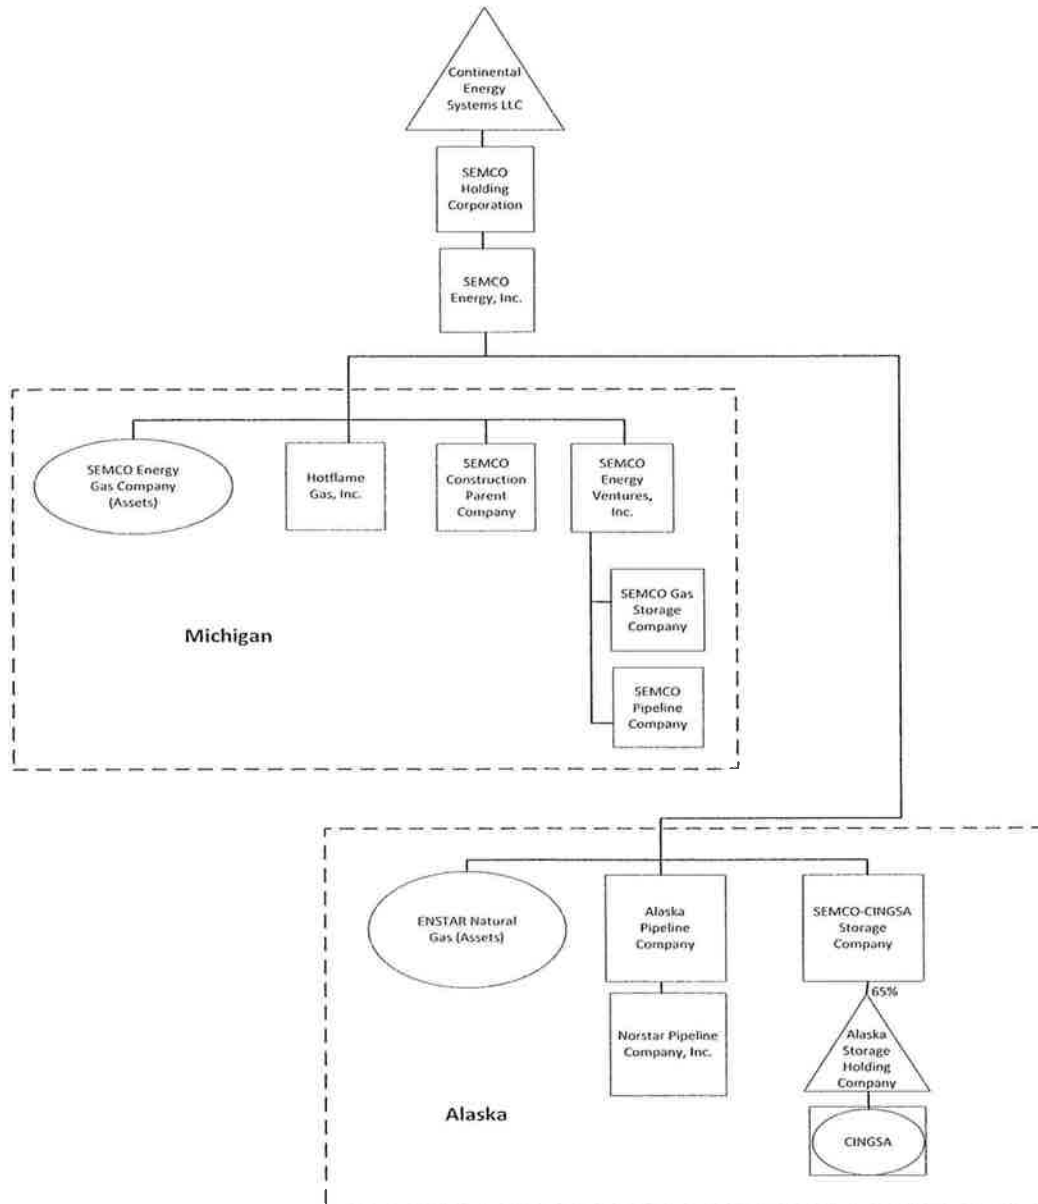 Continental
Energy
Systems LLC
SEMCO
Holding
Corporation
SEMCO
Energy, Inc.
SEMCO Energy
Gas Company
(Assets)
Hotflame
Gas, Inc.
SEMCO
Construction
Parent
Company
SEMCO
Energy
Ventures,
Inc.
SEMCO Gas
Storage
Company
Michigan
SEMCO
Pipeline
Company
ENSTAR Natural
Gas (Assets)
Alaska
Pipeline
Company
SEMCO-CINGSA
Storage
Company
65%
Norstar Pipeline
Company, Inc.
Alaska
Storage
Holding
Company
Alaska
CINGSA